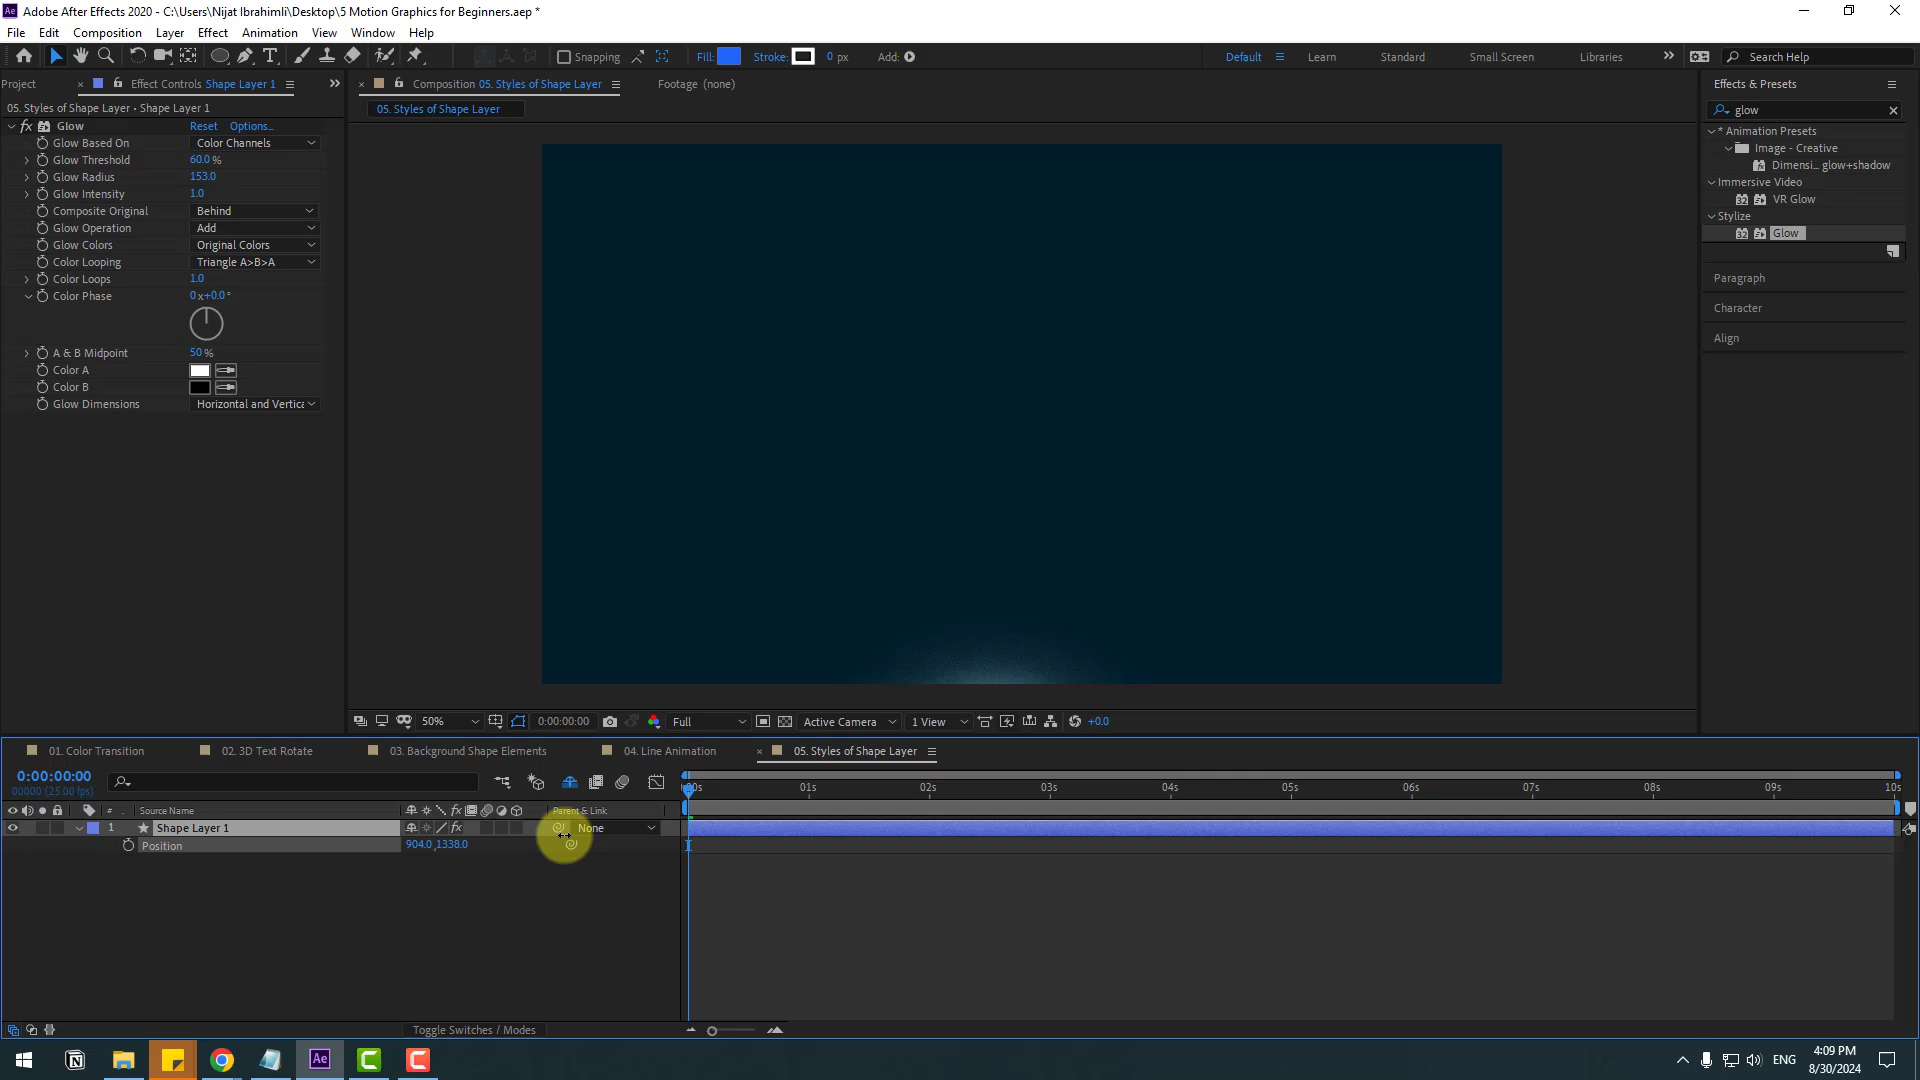 Adobe After Effects 2020 - C:\Users\Nijat Ibrahimli\Desktop\5 Motion Graphics for Beginners.aep *
File Edit Composition Layer Effect Animation View Window Help
Snapping Fill: Stroke: 0 px Add: Default Learn Standard Small Screen Libraries Search Help
Project Effect Controls Shape Layer 1 Composition 05. Styles of Shape Layer Footage (none) Effects & Presets
05. Styles of Shape Layer • Shape Layer 1 05. Styles of Shape Layer glow
fx Glow Reset Options...
Glow Based On Color Channels
Glow Threshold 60.0 %
Glow Radius 153.0
Glow Intensity 1.0
Composite Original Behind
Glow Operation Add
Glow Colors Original Colors
Color Looping Triangle A>B>A
Color Loops 1.0
Color Phase 0 x+0.0 °
A & B Midpoint 50 %
Color A
Color B
Glow Dimensions Horizontal and Vertica
* Animation Presets
Image - Creative
Dimensi... glow+shadow
Immersive Video
32 VR Glow
Stylize
32 Glow
Paragraph
Character
Align
50% 0:00:00:00 Full Active Camera 1 View +0.0
01. Color Transition 02. 3D Text Rotate 03. Background Shape Elements 04. Line Animation 05. Styles of Shape Layer
0:00:00:00
00000 (25.00 fps)
00s 01s 02s 03s 04s 05s 06s 07s 08s 09s 10s
# Source Name fx Parent & Link
1 Shape Layer 1 fx None
Position 904.0 ,1338.0
Toggle Switches / Modes
Ae ENG 4:09 PM
8/30/2024